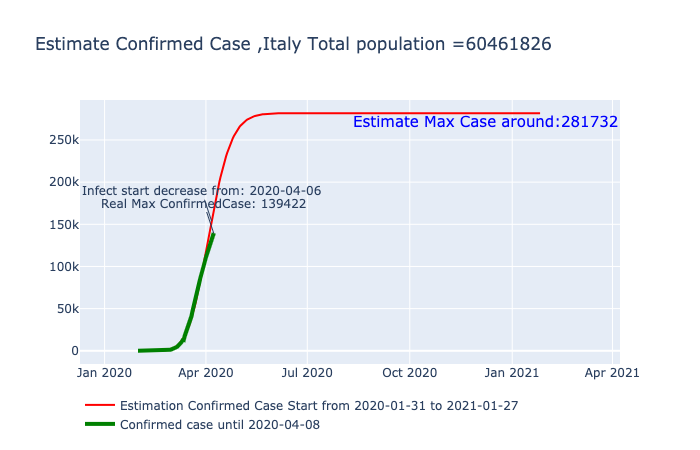 Estimate Confirmed Case ,Italy Total population =60461826
Estimate Max Case around:281732
250k
200k
Infect start decrease from: 2020-04-06
Real Max ConfirmedCase: 139422
150k
100k
50k
0
Jan 2020 Apr 2020 Jul 2020 Oct 2020 Jan 2021 Apr 2021
Estimation Confirmed Case Start from 2020-01-31 to 2021-01-27
Confirmed case until 2020-04-08